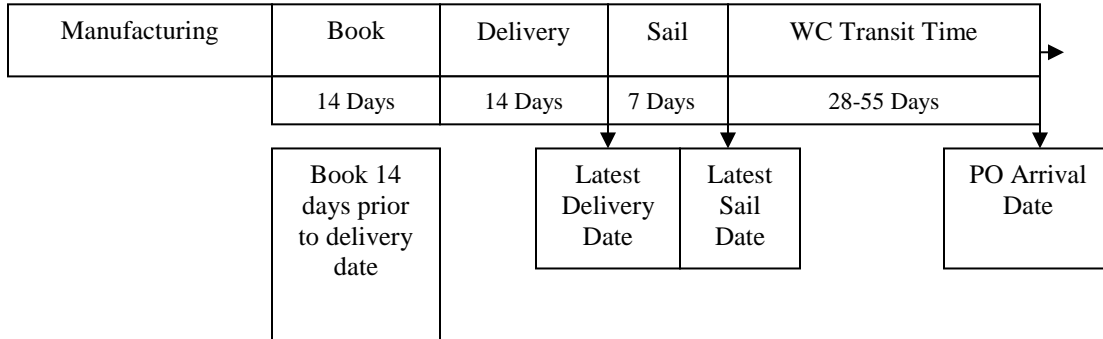 Manufacturing
Book
Delivery
Sail
WC Transit Time
14 Days
14 Days
7 Days
28-55 Days
Book 14
days prior
to delivery
date
Latest
Delivery
Date
Latest
Sail
Date
PO Arrival
Date